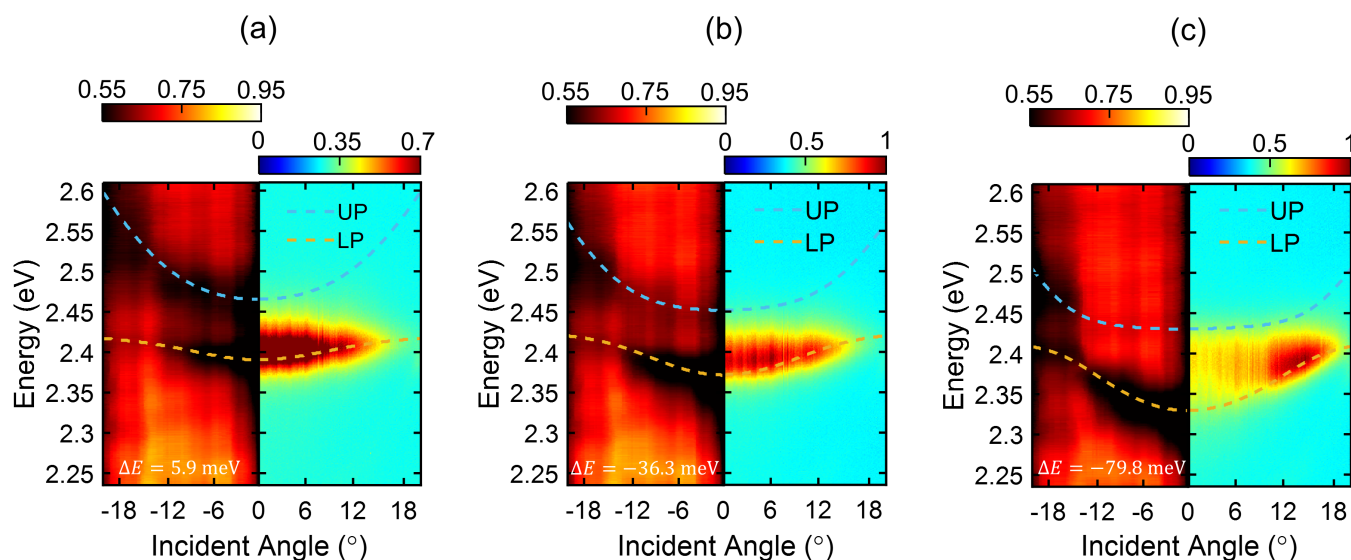 (a)
0.55 0.75 0.95
0 0.35 0.7
2.6
2.55
2.5
2.45
2.4
2.35
2.3
2.25
Energy (eV)
UP
LP
ΔE = 5.9 meV
-18 -12 -6 0 6 12 18
Incident Angle (°)
(b)
0.55 0.75 0.95
0 0.5 1
2.6
2.55
2.5
2.45
2.4
2.35
2.3
2.25
Energy (eV)
UP
LP
ΔE = −36.3 meV
-18 -12 -6 0 6 12 18
Incident Angle (°)
(c)
0.55 0.75 0.95
0 0.5 1
2.6
2.55
2.5
2.45
2.4
2.35
2.3
2.25
Energy (eV)
UP
LP
ΔE = −79.8 meV
-18 -12 -6 0 6 12 18
Incident Angle (°)